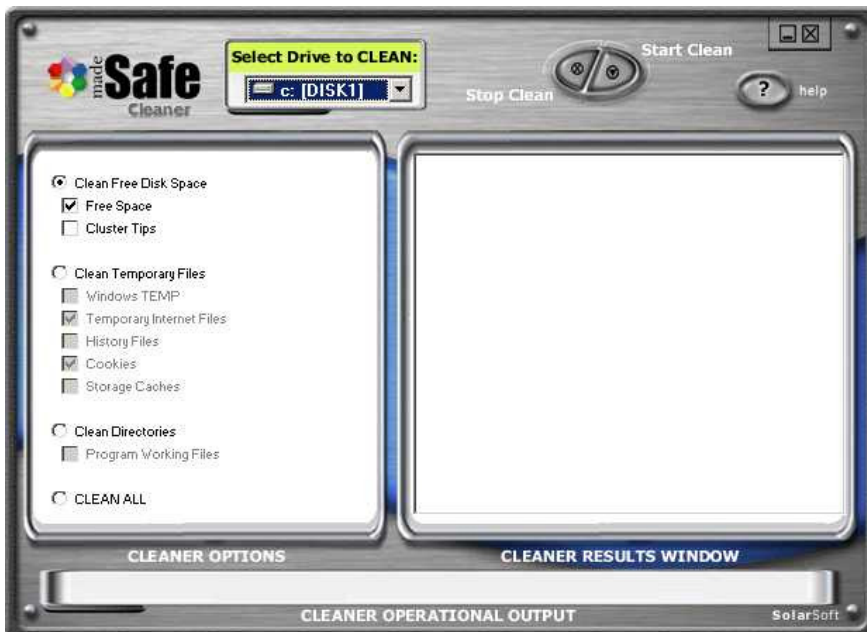 made
Safe
Cleaner
Select Drive to CLEAN:
c: [DISK1]
Start Clean
Stop Clean
?
help
Clean Free Disk Space
Free Space
Cluster Tips
Clean Temporary Files
Windows TEMP
Temporary Internet Files
History Files
Cookies
Storage Caches
Clean Directories
Program Working Files
CLEAN ALL
CLEANER OPTIONS
CLEANER RESULTS WINDOW
CLEANER OPERATIONAL OUTPUT
SolarSoft